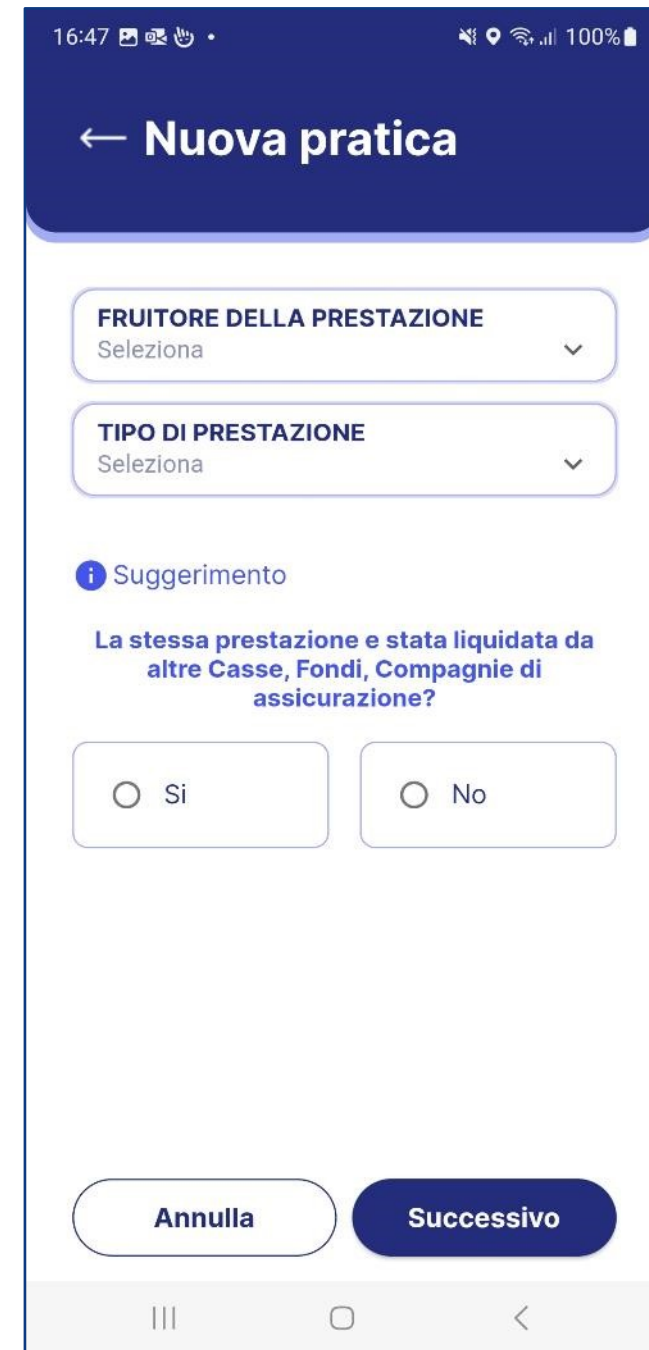 16:47
100%
Nuova pratica
FRUITORE DELLA PRESTAZIONE
Seleziona
TIPO DI PRESTAZIONE
Seleziona
Suggerimento
La stessa prestazione e stata liquidata da
altre Casse, Fondi, Compagnie di
assicurazione?
Si
No
Annulla
Successivo